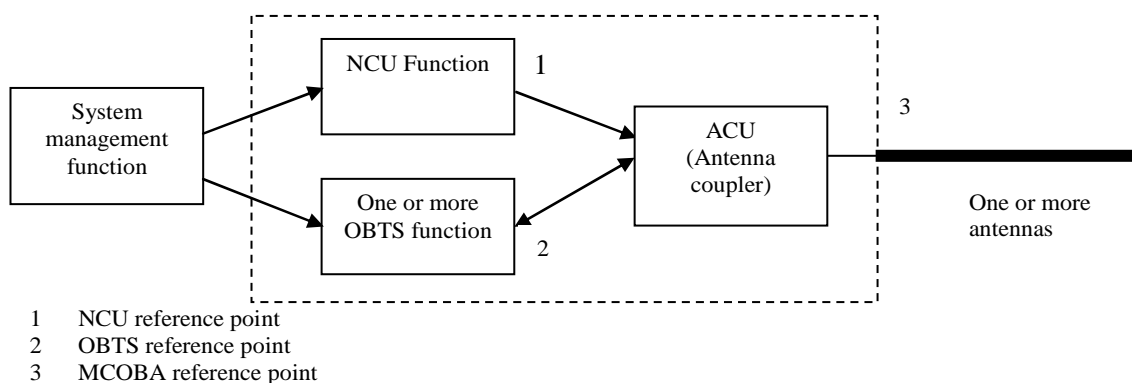 System
management
function
NCU Function
1
One or more
OBTS function
2
ACU
(Antenna
coupler)
3
One or more
antennas
1 NCU reference point
2 OBTS reference point
3 MCOBA reference point